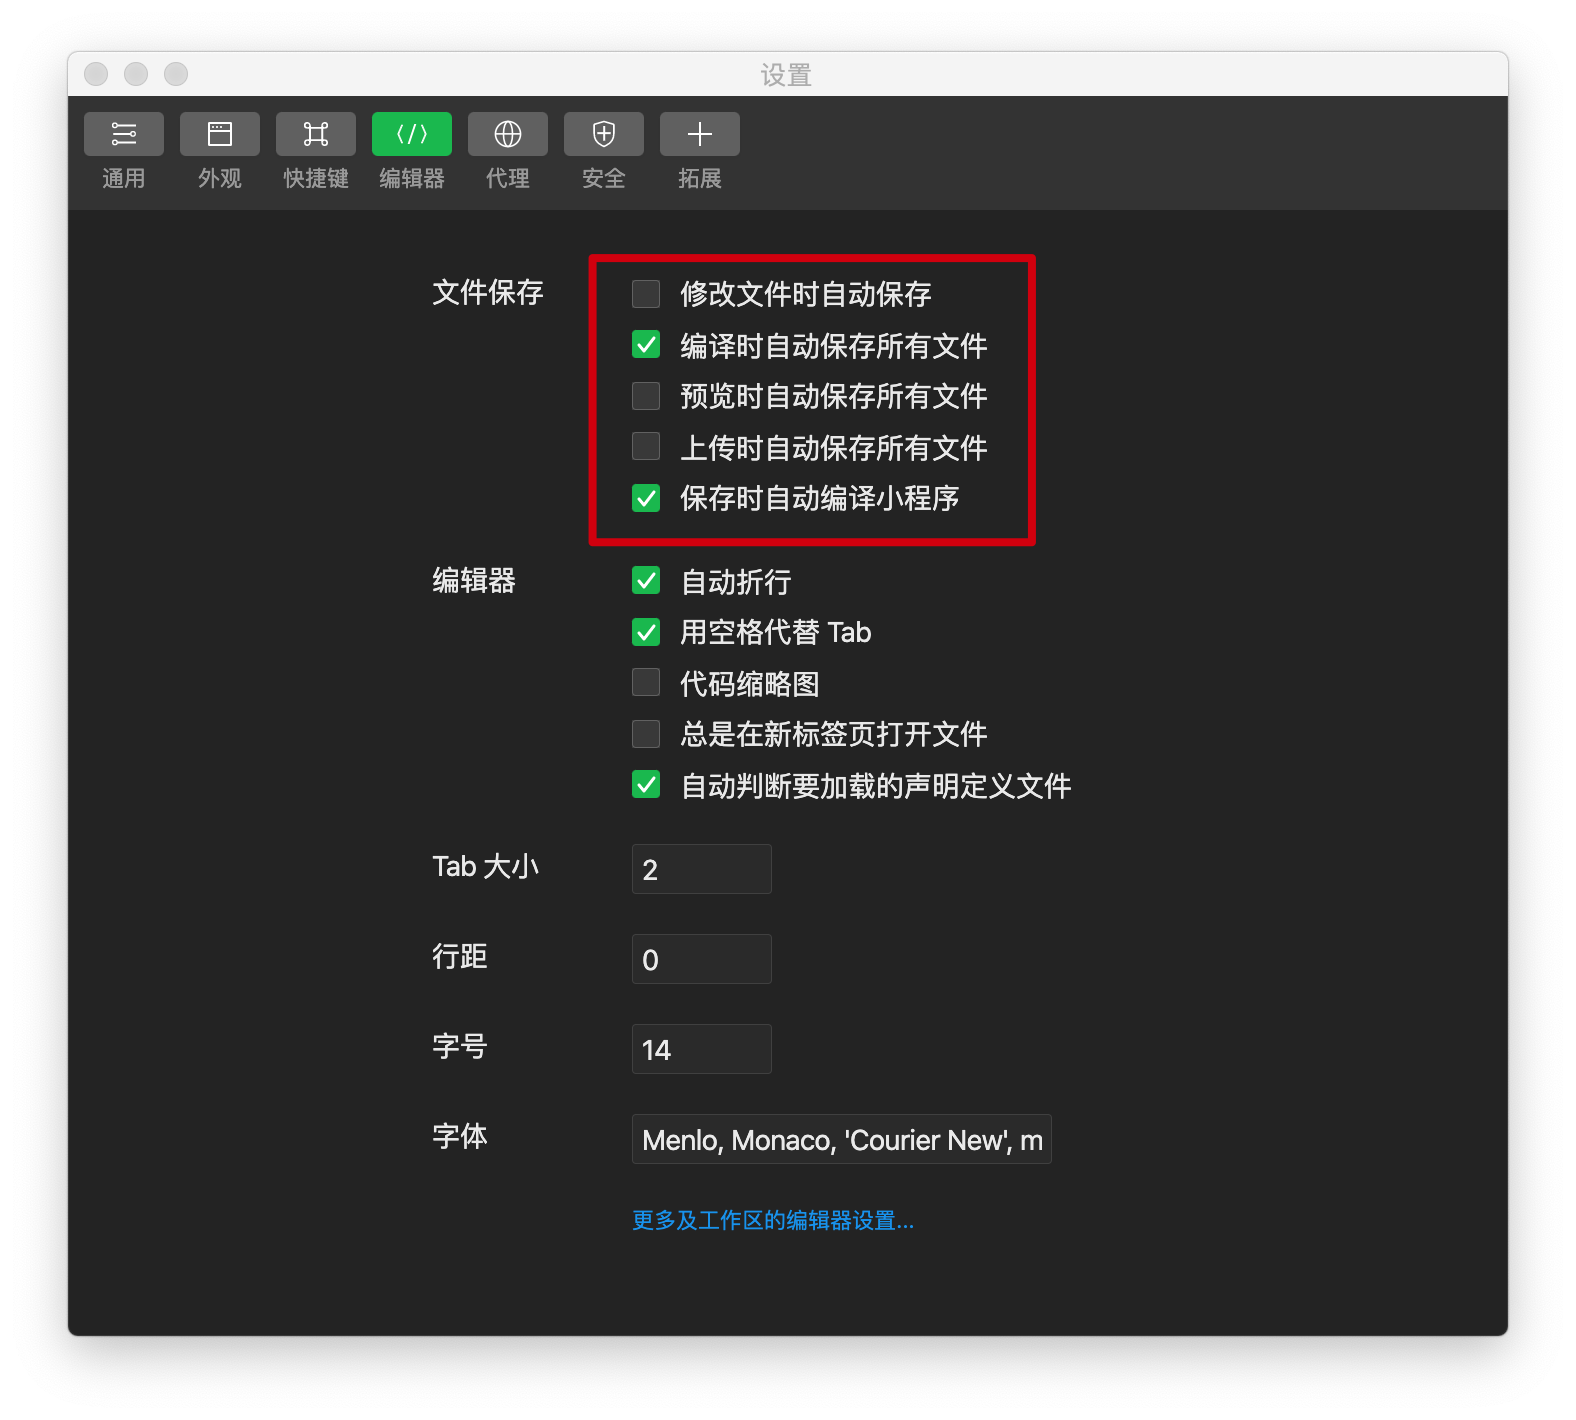 设置
通用 外观 快捷键 编辑器 代理 安全 拓展
文件保存
修改文件时自动保存
编译时自动保存所有文件
预览时自动保存所有文件
上传时自动保存所有文件
保存时自动编译小程序
编辑器
自动折行
用空格代替 Tab
代码缩略图
总是在新标签页打开文件
自动判断要加载的声明定义文件
Tab 大小 2
行距 0
字号 14
字体 Menlo, Monaco, 'Courier New', m
更多及工作区的编辑器设置...